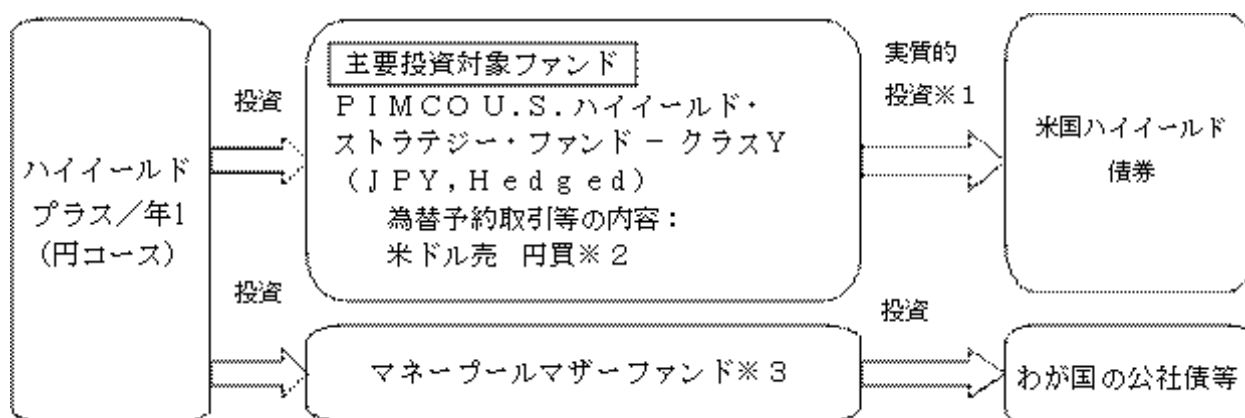 ハイイールド
プラス／年1
(円コース)
投資
主要投資対象ファンド
ＰＩＭＣＯ Ｕ.Ｓ.ハイイールド・
ストラテジー・ファンド － クラスＹ
(ＪＰＹ,Ｈｅｄｇｅｄ)
為替予約取引等の内容：
米ドル売　円買※２
実質的
投資※１
米国ハイイールド
債券
投資
マネープールマザーファンド※３
投資
わが国の公社債等